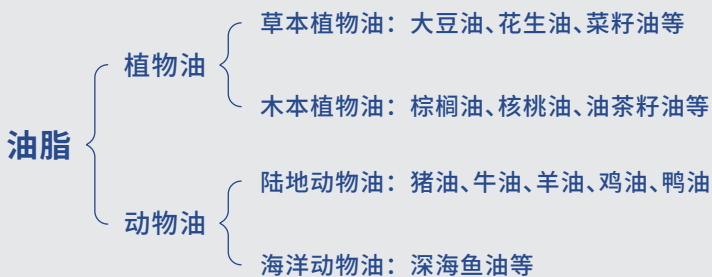 油脂
植物油
草本植物油：大豆油、花生油、菜籽油等
木本植物油：棕榈油、核桃油、油茶籽油等
动物油
陆地动物油：猪油、牛油、羊油、鸡油、鸭油
海洋动物油：深海鱼油等